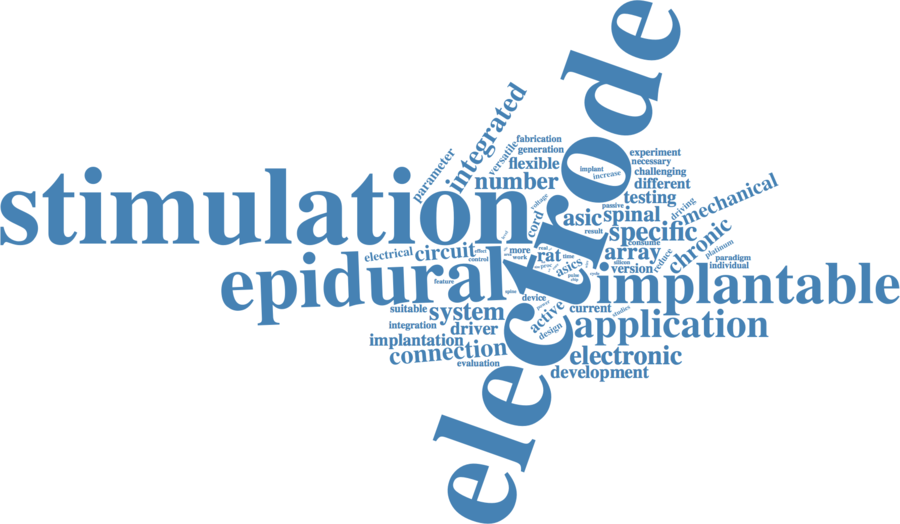 electrode
stimulation
epidural
implantable
application
integrated
parameter
versatile
fabrication
generation
flexible
number
implant
increase
experiment
necessary
challenging
different
testing
voltage
cord
passive
asic
spinal
result
driving
mechanical
specific
consume
array
chronic
platinum
paradigm
individual
reduce
silicon
version
electrical
circuit
effort
control
more
work
rat
time
asics
feature
spine
device
power
active
design
current
studies
suitable
system
integration
driver
implantation
connection
evaluation
electronic
development